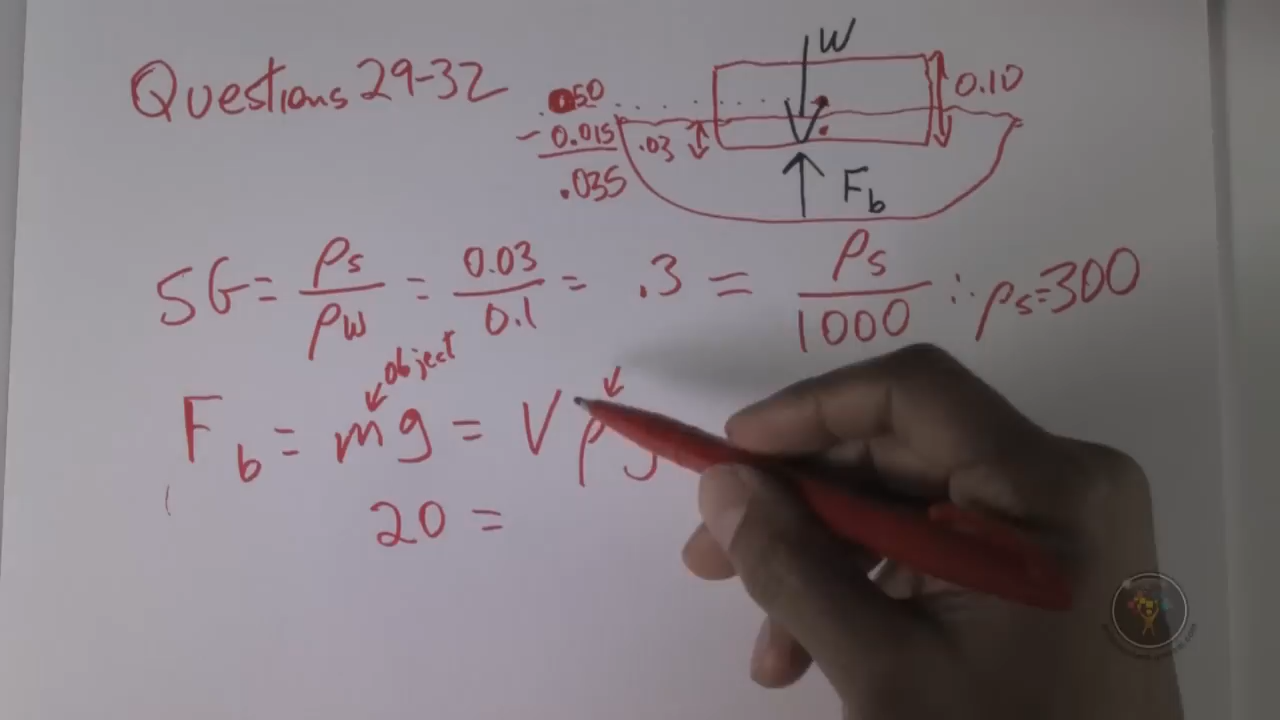 Questions 29-32
W
.050
- 0.015
.035
.03
0.10
Fb
SG = ρs/ρw = 0.03/0.1 = .3 = ρs/1000 ∴ ρs=300
object
Fb = mg = Vρg
20 =